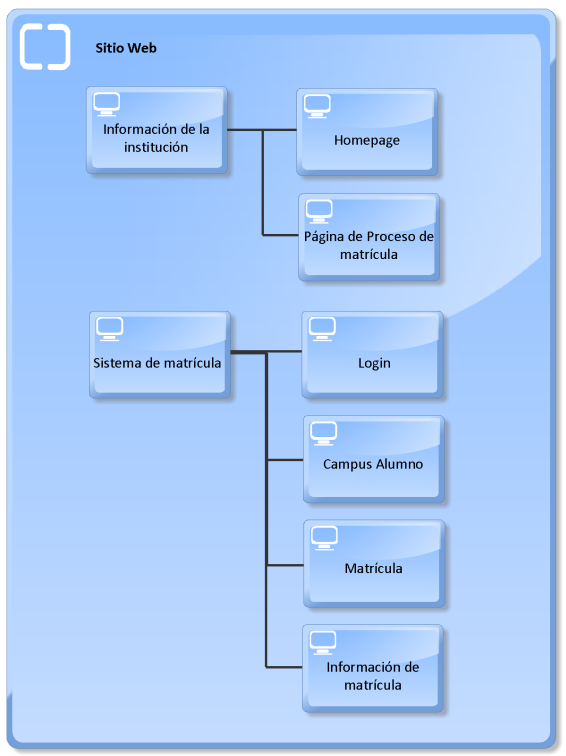 Sitio Web
Información de la
institución
Homepage
Página de Proceso de
matrícula
Sistema de matrícula
Login
Campus Alumno
Matrícula
Información de
matrícula